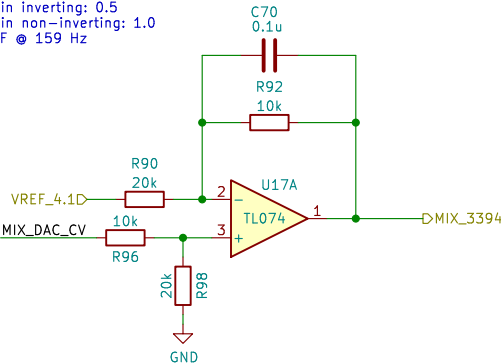 in inverting: 0.5
in non-inverting: 1.0
F @ 159 Hz
C70
0.1u
R92
10k
R90
20k
VREF_4.1
U17A
2
TL074
1
MIX_3394
MIX_DAC_CV
10k
3
R96
20k
R98
GND